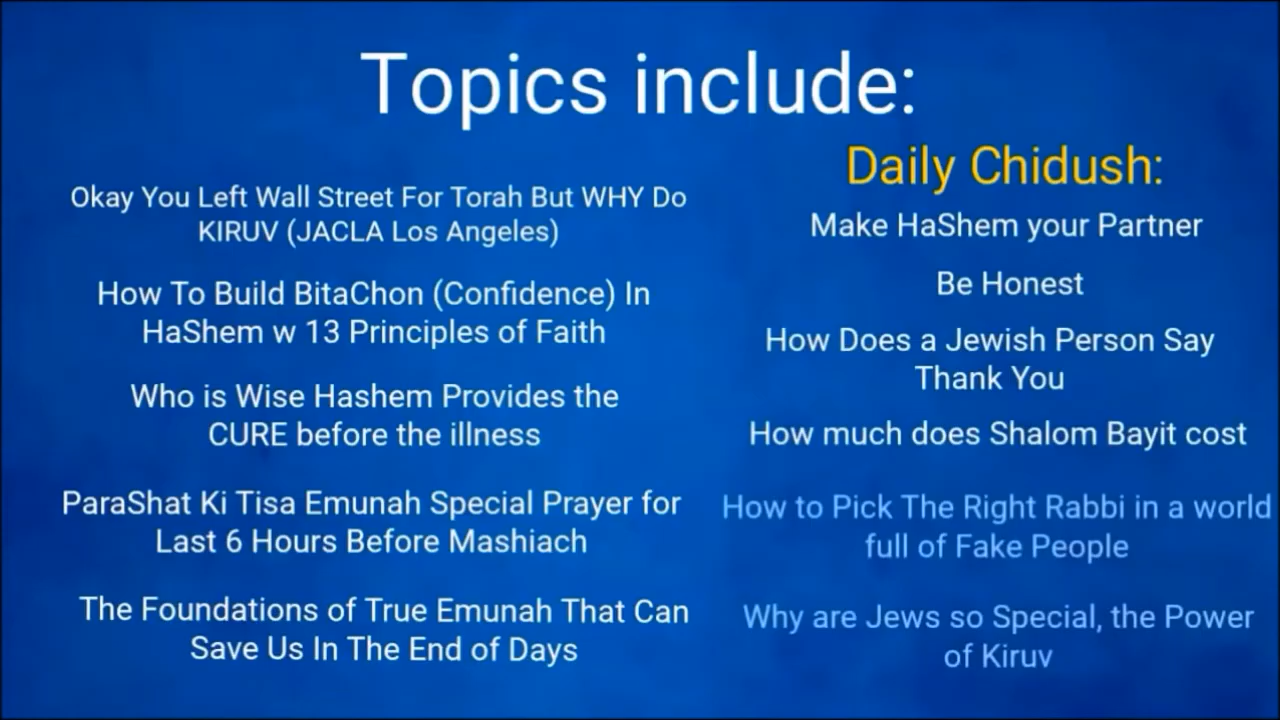 Topics include:
Okay You Left Wall Street For Torah But WHY Do
KIRUV (JACLA Los Angeles)
How To Build BitaChon (Confidence) In
HaShem w 13 Principles of Faith
Who is Wise Hashem Provides the
CURE before the illness
ParaShat Ki Tisa Emunah Special Prayer for
Last 6 Hours Before Mashiach
The Foundations of True Emunah That Can
Save Us In The End of Days
Daily Chidush:
Make HaShem your Partner
Be Honest
How Does a Jewish Person Say
Thank You
How much does Shalom Bayit cost
How to Pick The Right Rabbi in a world
full of Fake People
Why are Jews so Special, the Power
of Kiruv